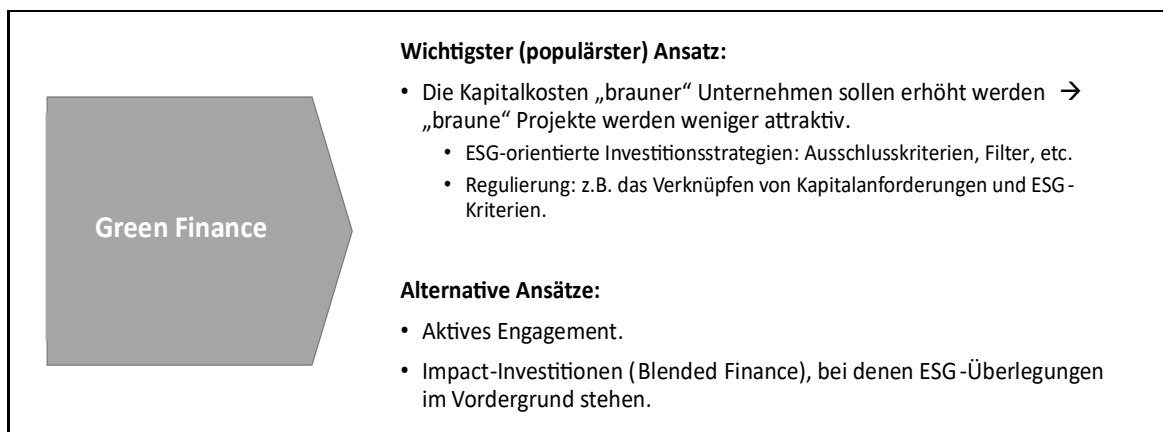 Green Finance
Wichtigster (populärster) Ansatz:
• Die Kapitalkosten „brauner“ Unternehmen sollen erhöht werden →
„braune“ Projekte werden weniger attraktiv.
• ESG-orientierte Investitionsstrategien: Ausschlusskriterien, Filter, etc.
• Regulierung: z.B. das Verknüpfen von Kapitalanforderungen und ESG-
Kriterien.
Alternative Ansätze:
• Aktives Engagement.
• Impact-Investitionen (Blended Finance), bei denen ESG-Überlegungen
im Vordergrund stehen.